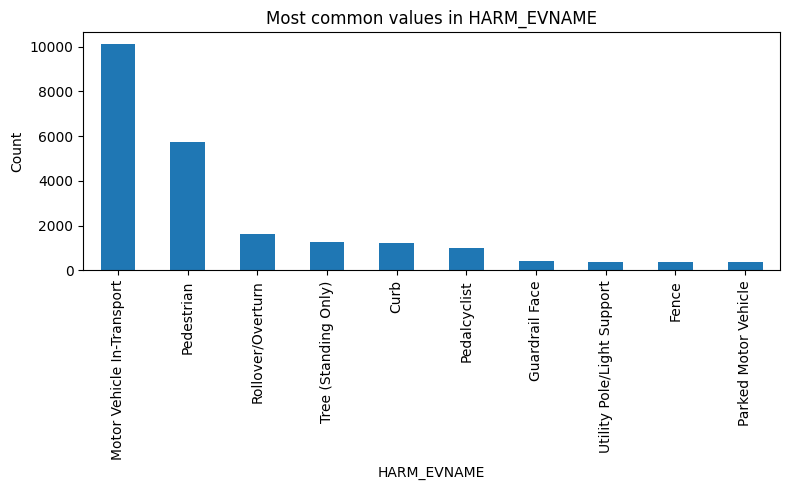 Most common values in HARM_EVNAME
Count
10000
8000
6000
4000
2000
0
Motor Vehicle In-Transport
Pedestrian
Rollover/Overturn
Tree (Standing Only)
Curb
Pedalcyclist
Guardrail Face
Utility Pole/Light Support
Fence
Parked Motor Vehicle
HARM_EVNAME